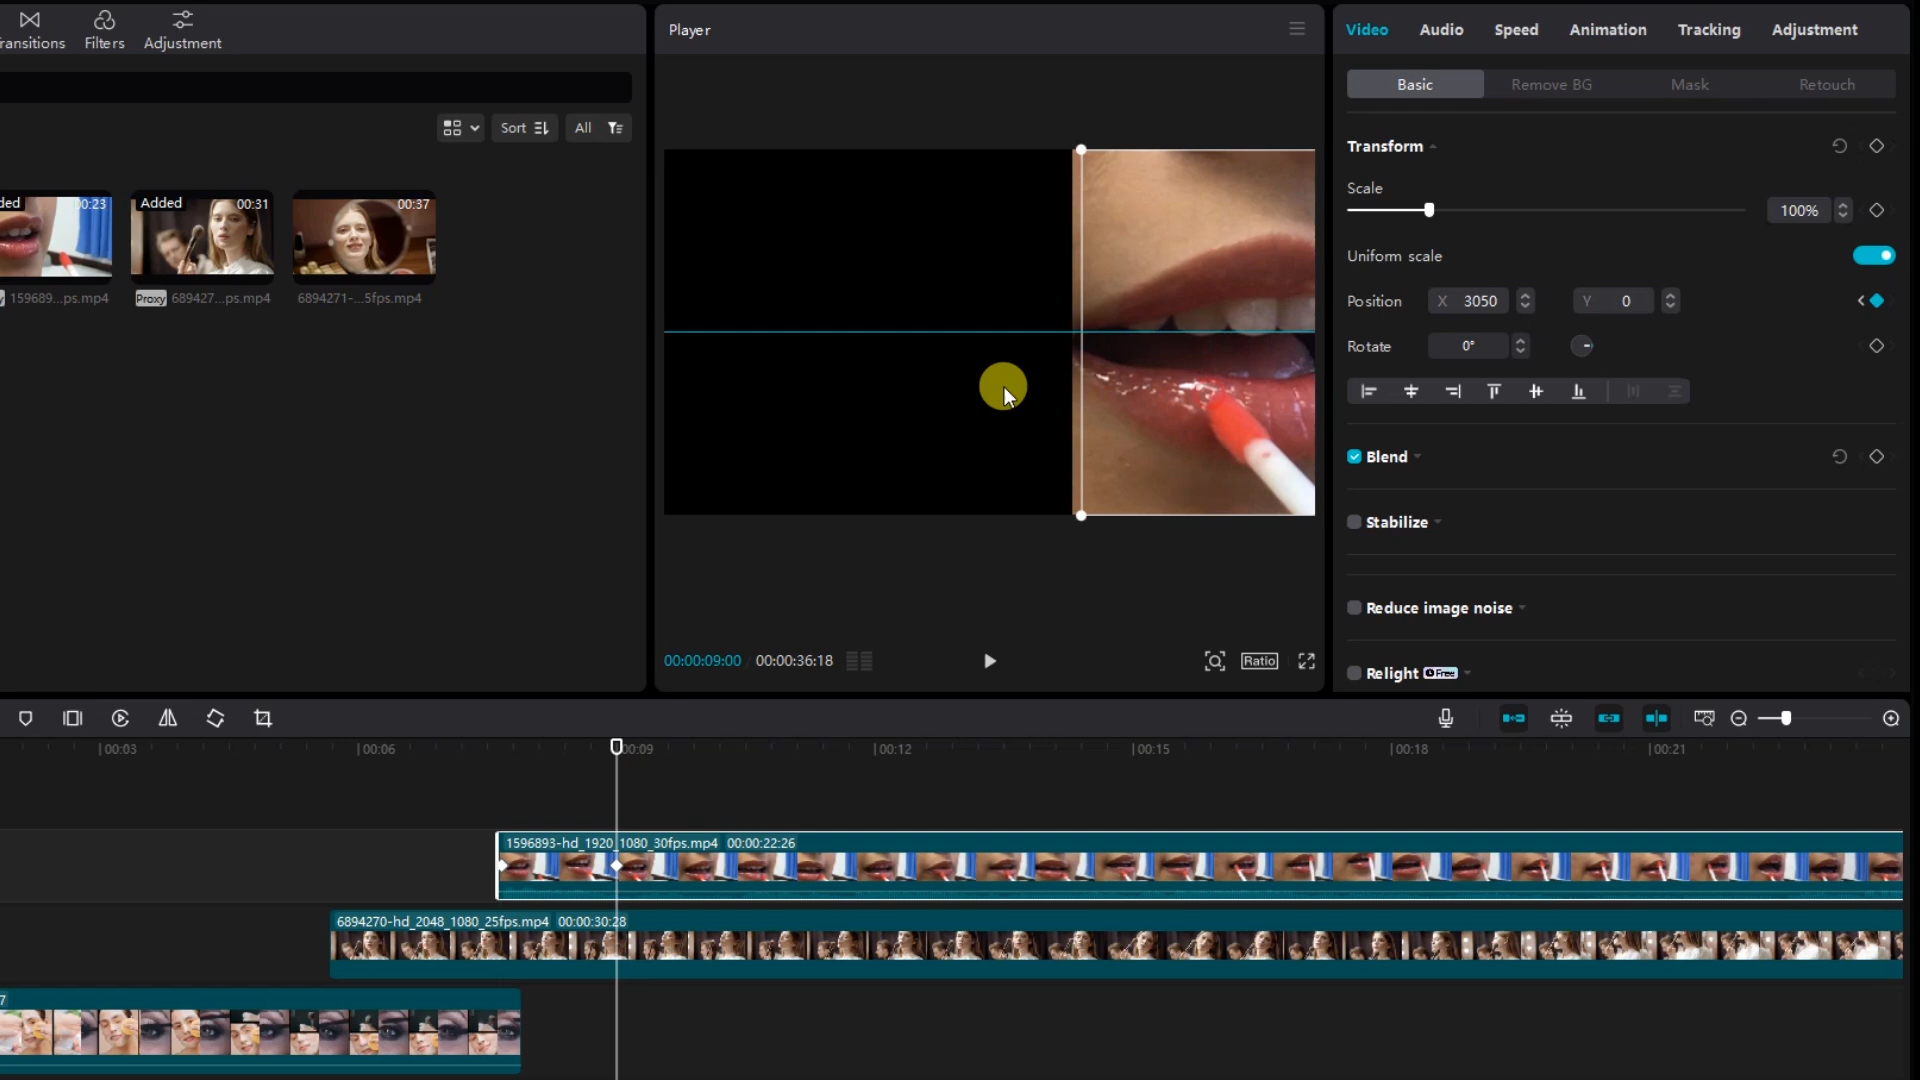 ransitions
Filters
Adjustment
Sort
All
ded
00:23
Added
00:31
00:37
159689...ps.mp4
Proxy
689427...ps.mp4
6894271-...5fps.mp4
Player
00:00:09:00
00:00:36:18
Ratio
Video
Audio
Speed
Animation
Tracking
Adjustment
Basic
Remove BG
Mask
Retouch
Transform
Scale
100%
Uniform scale
Position
X
3050
Y
0
Rotate
0°
Blend
Stabilize
Reduce image noise
Relight
Free
00:03
00:06
00:09
00:12
00:15
00:18
00:21
1596893-hd_1920_1080_30fps.mp4 00:00:22:26
6894270-hd_2048_1080_25fps.mp4 00:00:30:28
7